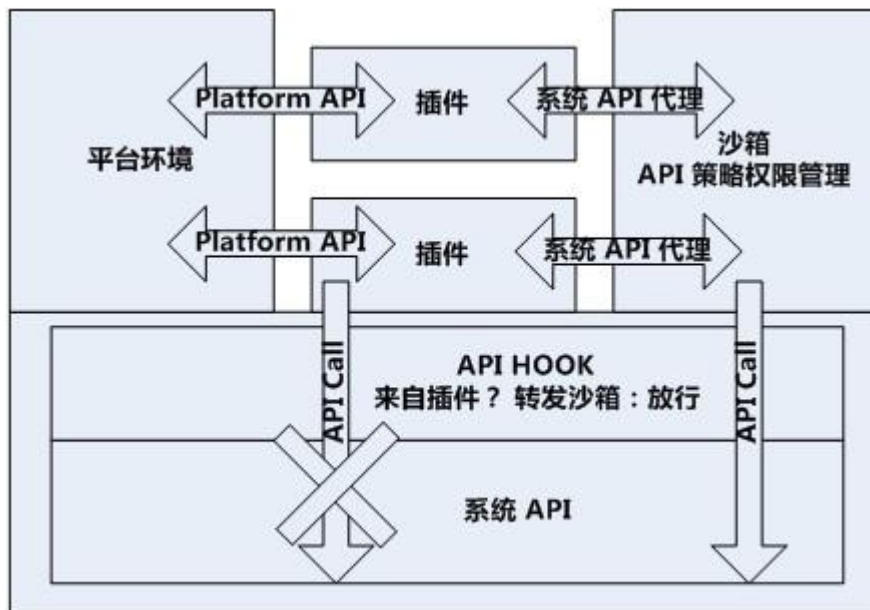 Platform API
插件
系统 API 代理
平台环境
沙箱
API 策略权限管理
Platform API
插件
系统 API 代理
API Call
API HOOK
来自插件？ 转发沙箱：放行
API Call
系统 API